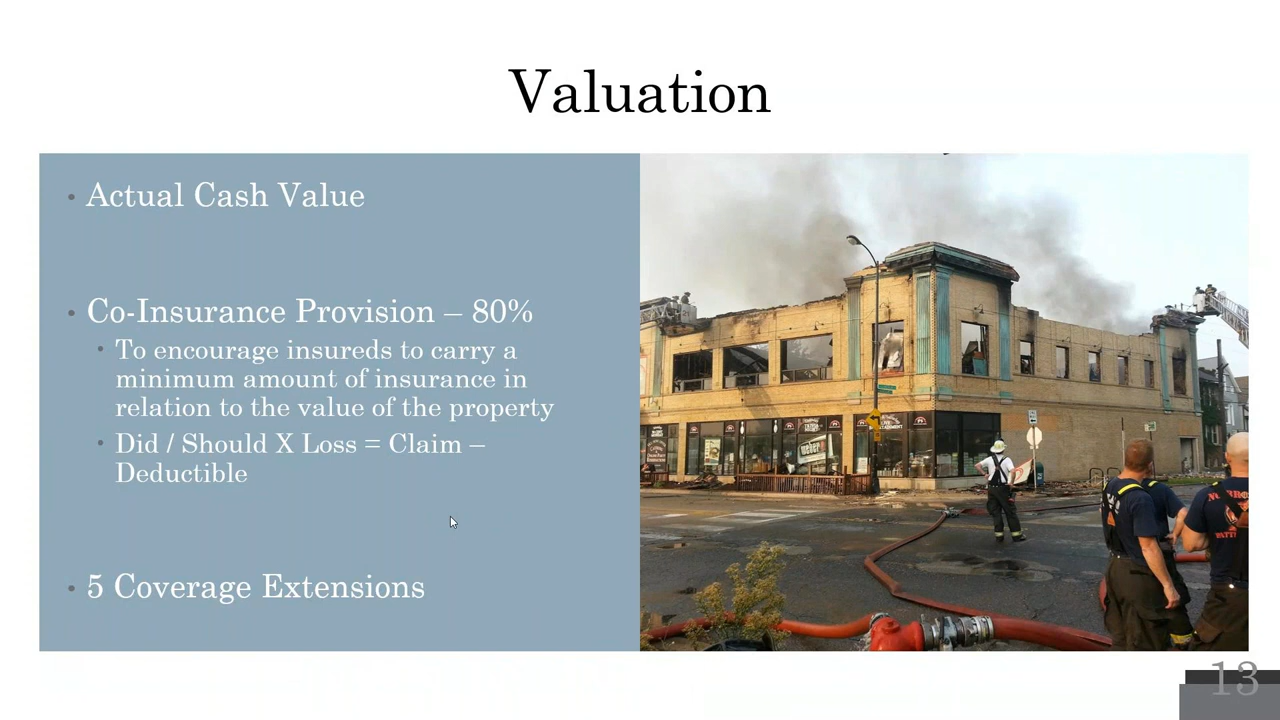 Valuation
• Actual Cash Value
• Co-Insurance Provision – 80%
• To encourage insureds to carry a
minimum amount of insurance in
relation to the value of the property
• Did / Should X Loss = Claim –
Deductible
• 5 Coverage Extensions
13